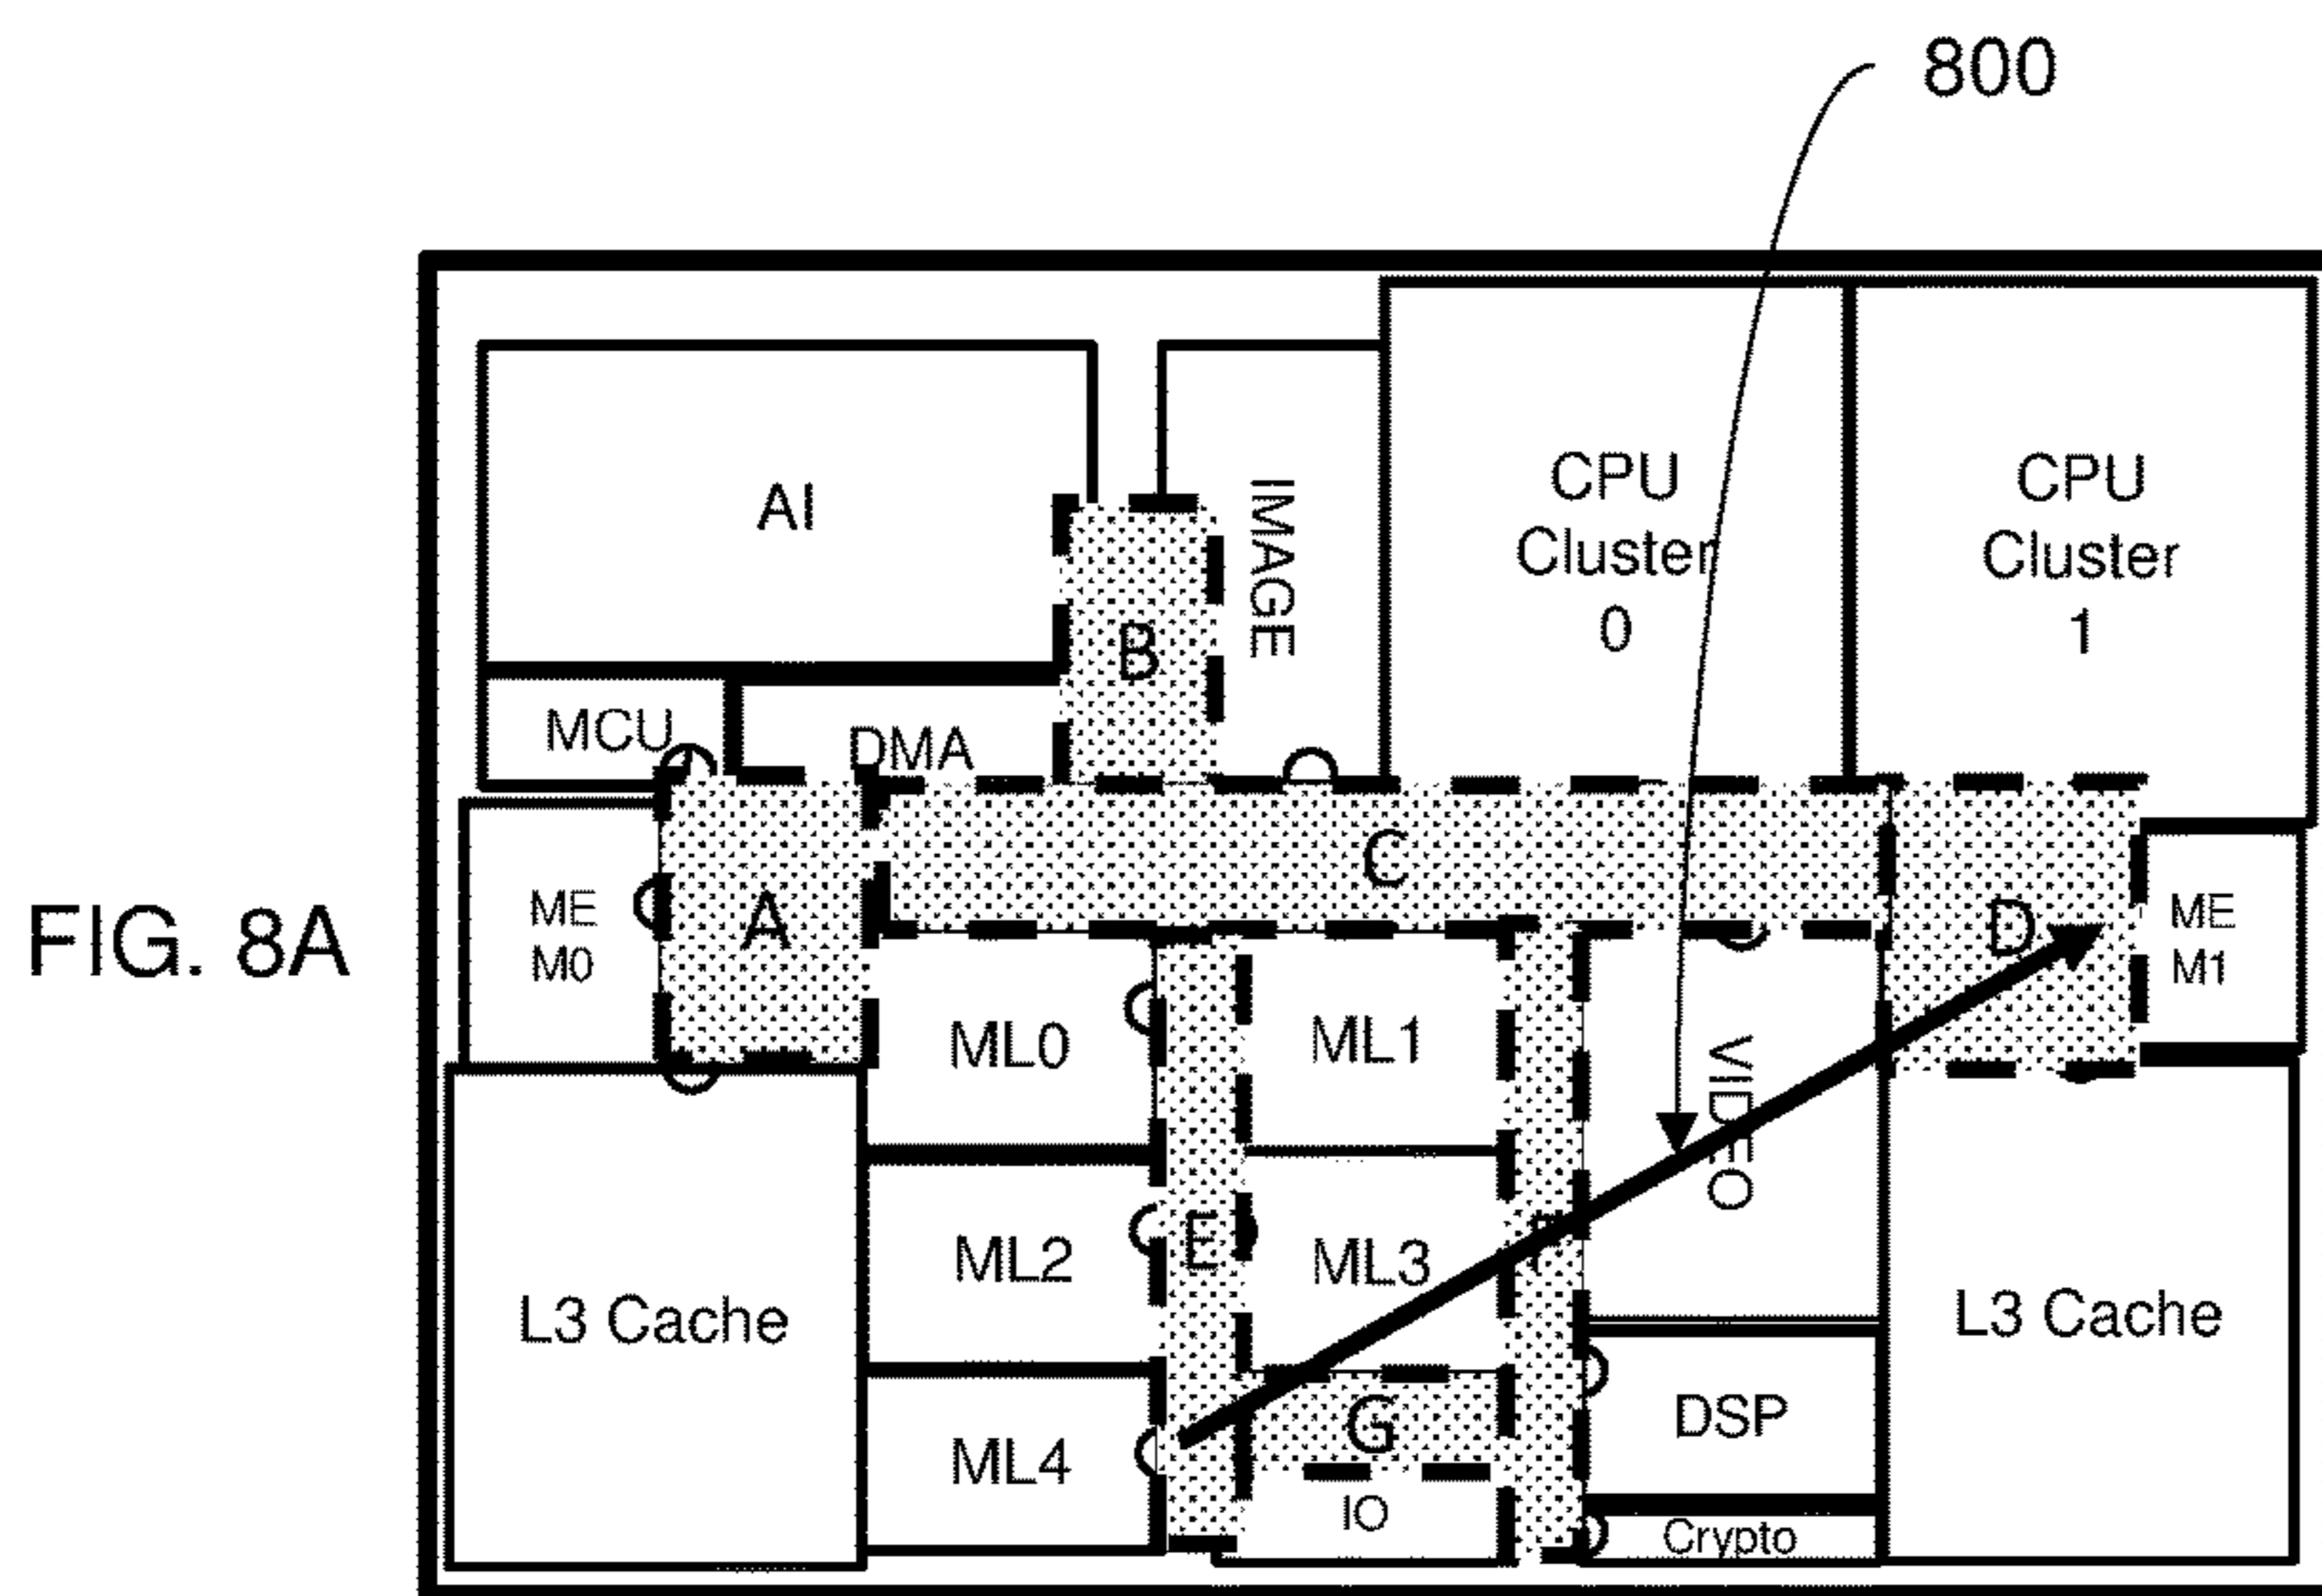 800
AI
IMAGE
CPU
Cluster
0
CPU
Cluster
1
B
MCU
DMA
C
FIG. 8A
ME
M0
A
D
ME
M1
ML0
ML1
VIDEO
ML2
E
ML3
F
L3 Cache
L3 Cache
G
DSP
ML4
IO
Crypto